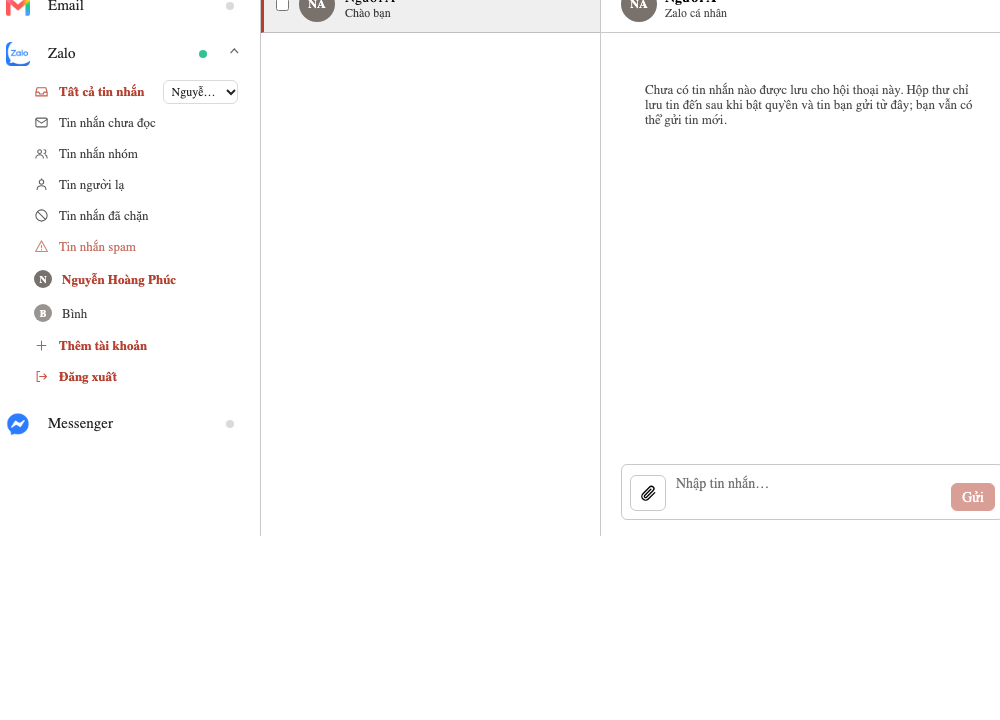 Email
Zalo
Zalo
Tất cả tin nhắn
Nguyễ...
Tin nhắn chưa đọc
Tin nhắn nhóm
Tin người lạ
Tin nhắn đã chặn
Tin nhắn spam
N Nguyễn Hoàng Phúc
B Bình
Thêm tài khoản
Đăng xuất
Messenger
NA
Chào bạn
NA
Zalo cá nhân
Chưa có tin nhắn nào được lưu cho hội thoại này. Hộp thư chỉ
lưu tin đến sau khi bật quyền và tin bạn gửi từ đây; bạn vẫn có
thể gửi tin mới.
Nhập tin nhắn…
Gửi